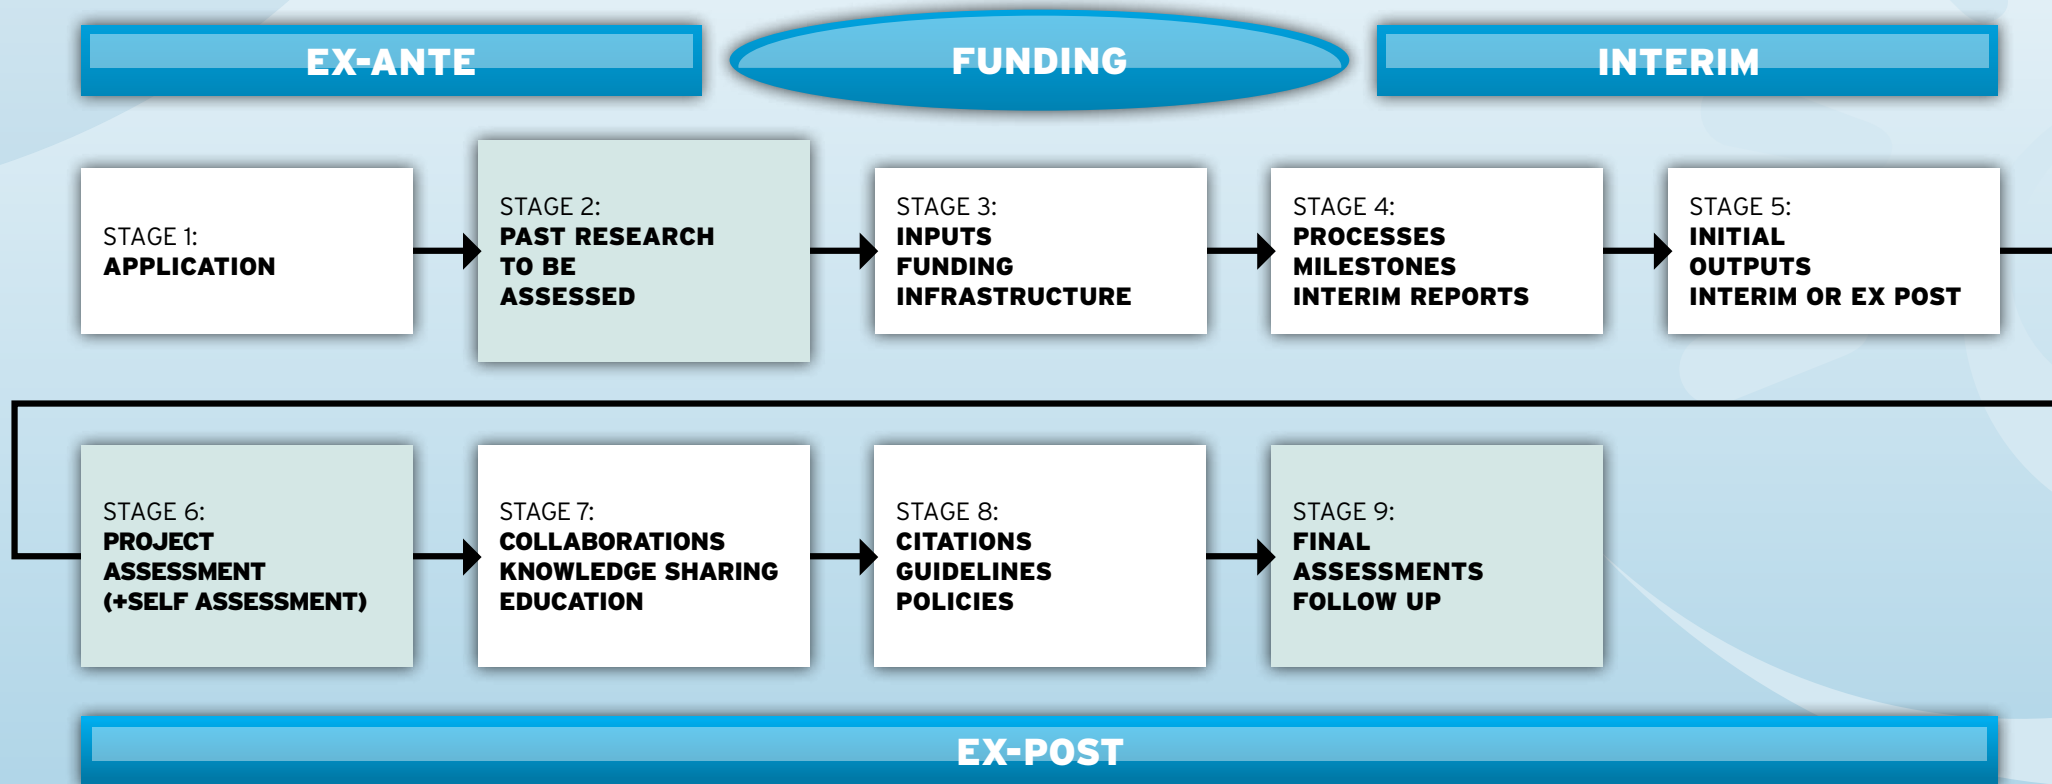 EX-ANTE
FUNDING
INTERIM
STAGE 1:
APPLICATION
STAGE 2:
PAST RESEARCH
TO BE
ASSESSED
STAGE 3:
INPUTS
FUNDING
INFRASTRUCTURE
STAGE 4:
PROCESSES
MILESTONES
INTERIM REPORTS
STAGE 5:
INITIAL
OUTPUTS
INTERIM OR EX POST
STAGE 6:
PROJECT
ASSESSMENT
(+SELF ASSESSMENT)
STAGE 7:
COLLABORATIONS
KNOWLEDGE SHARING
EDUCATION
STAGE 8:
CITATIONS
GUIDELINES
POLICIES
STAGE 9:
FINAL
ASSESSMENTS
FOLLOW UP
EX-POST